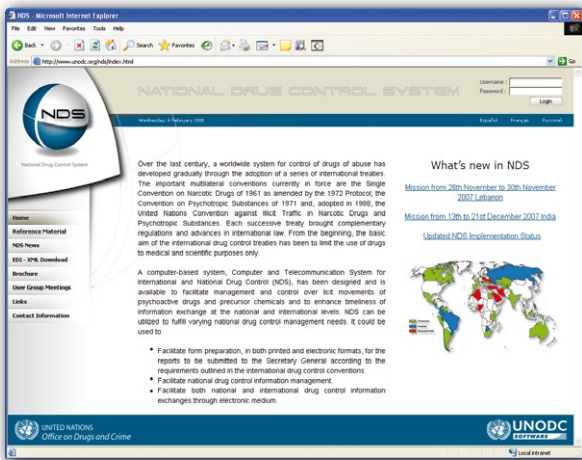 NDS - Microsoft Internet Explorer
File Edit View Favorites Tools Help
Back Search Favorites
Address http://www.unodc.org/nds/index.html Go
NATIONAL DRUG CONTROL SYSTEM
Username :
Password :
Login
Wednesday, 6 February 2008 Español Français Русский
NDS
National Drug Control System
Home
Reference Material
NDS News
EDI - XML Download
Brochure
User Group Meetings
Links
Contact Information
Over the last century, a worldwide system for control of drugs of abuse has
developed gradually through the adoption of a series of international treaties.
The important multilateral conventions currently in force are the Single
Convention on Narcotic Drugs of 1961 as amended by the 1972 Protocol; the
Convention on Psychotropic Substances of 1971 and, adopted in 1988, the
United Nations Convention against Illicit Traffic in Narcotic Drugs and
Psychotropic Substances. Each successive treaty brought complementary
regulations and advances in international law. From the beginning, the basic
aim of the international drug control treaties has been to limit the use of drugs
to medical and scientific purposes only.
A computer-based system, Computer and Telecommunication System for
International and National Drug Control (NDS), has been designed and is
available to facilitate management and control over licit movements of
psychoactive drugs and precursor chemicals and to enhance timeliness of
information exchange at the national and international levels. NDS can be
utilized to fulfil varying national drug control management needs. It could be
used to:
• Facilitate form preparation, in both printed and electronic formats, for the
reports to be submitted to the Secretary General according to the
requirements outlined in the international drug control conventions.
• Facilitate national drug control information management.
• Facilitate both national and international drug control information
exchanges through electronic medium.
What's new in NDS
Mission from 26th November to 30th November
2007 Lebanon
Mission from 13th to 21st December 2007 India
Updated NDS Implementation Status
UNITED NATIONS
Office on Drugs and Crime
UNODC
SOFTWARE
Local intranet